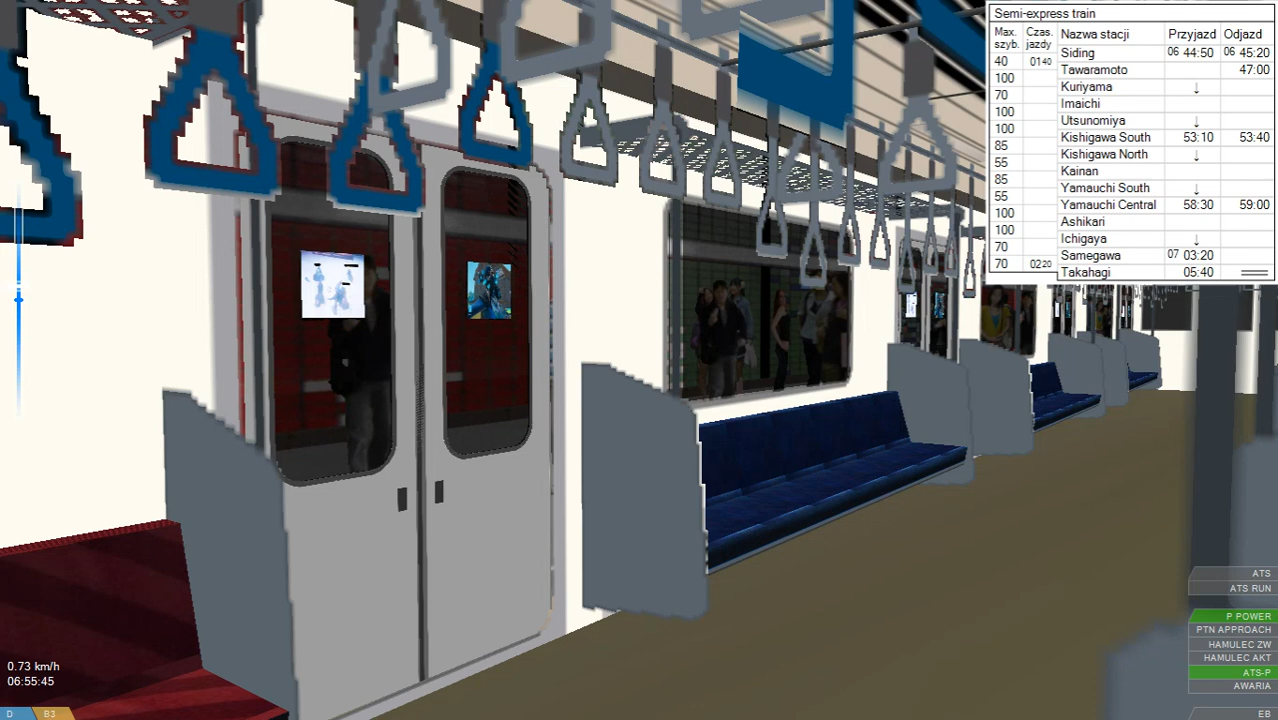 Semi-express train
Max. szyb. Czas. jazdy Nazwa stacji Przyjazd Odjazd
40 01 40 Siding 06 44:50 06 45:20
100 Tawaramoto 47:00
70 Kuriyama ↓
100 Imaichi
100 Utsunomiya ↓
85 Kishigawa South 53:10 53:40
55 Kishigawa North ↓
85 Kainan
55 Yamauchi South ↓
100 Yamauchi Central 58:30 59:00
100 Ashikari
70 Ichigaya ↓
70 02 20 Samegawa 07 03:20
Takahagi 05:40
ATS
ATS RUN
P POWER
PTN APPROACH
HAMULEC ZW
HAMULEC AKT
ATS-P
AWARIA
EB
0.73 km/h
06:55:45
D B3